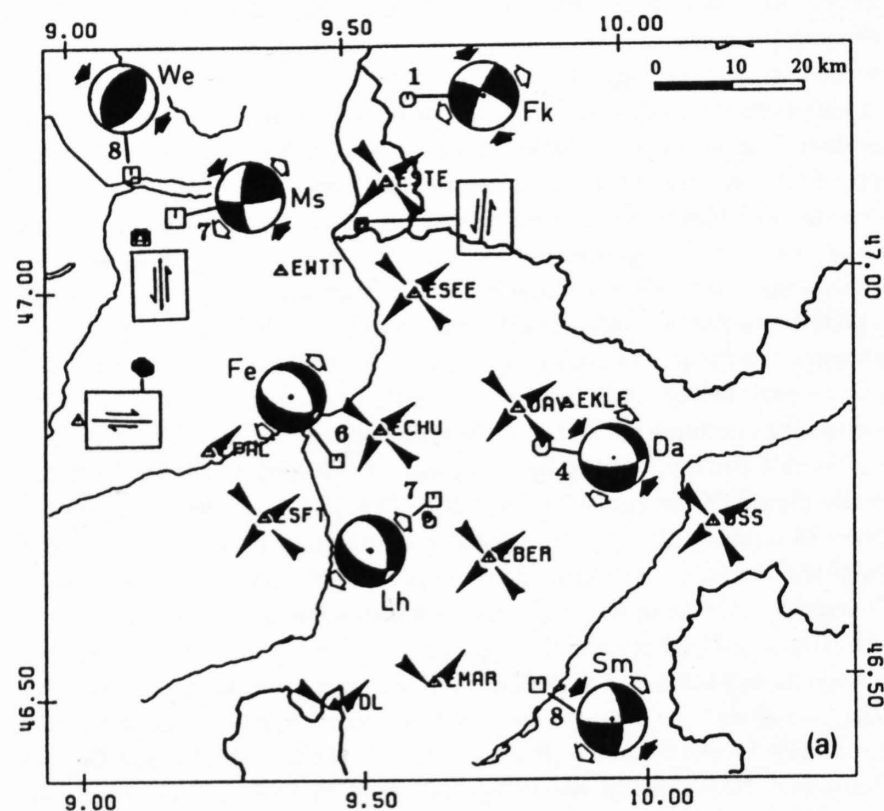 9.00 9.50 10.00
We
1
Fk
0 10 20 km
8
ESTE
Ms
7
EWTT
47.00
47.00
ESEE
Fe
EKLE
ECHU
6
Da
4
7
ESFT
OSS
EBER
Lh
Sm
EMAR
46.50
46.50
8
(a)
9.00 9.50 10.00